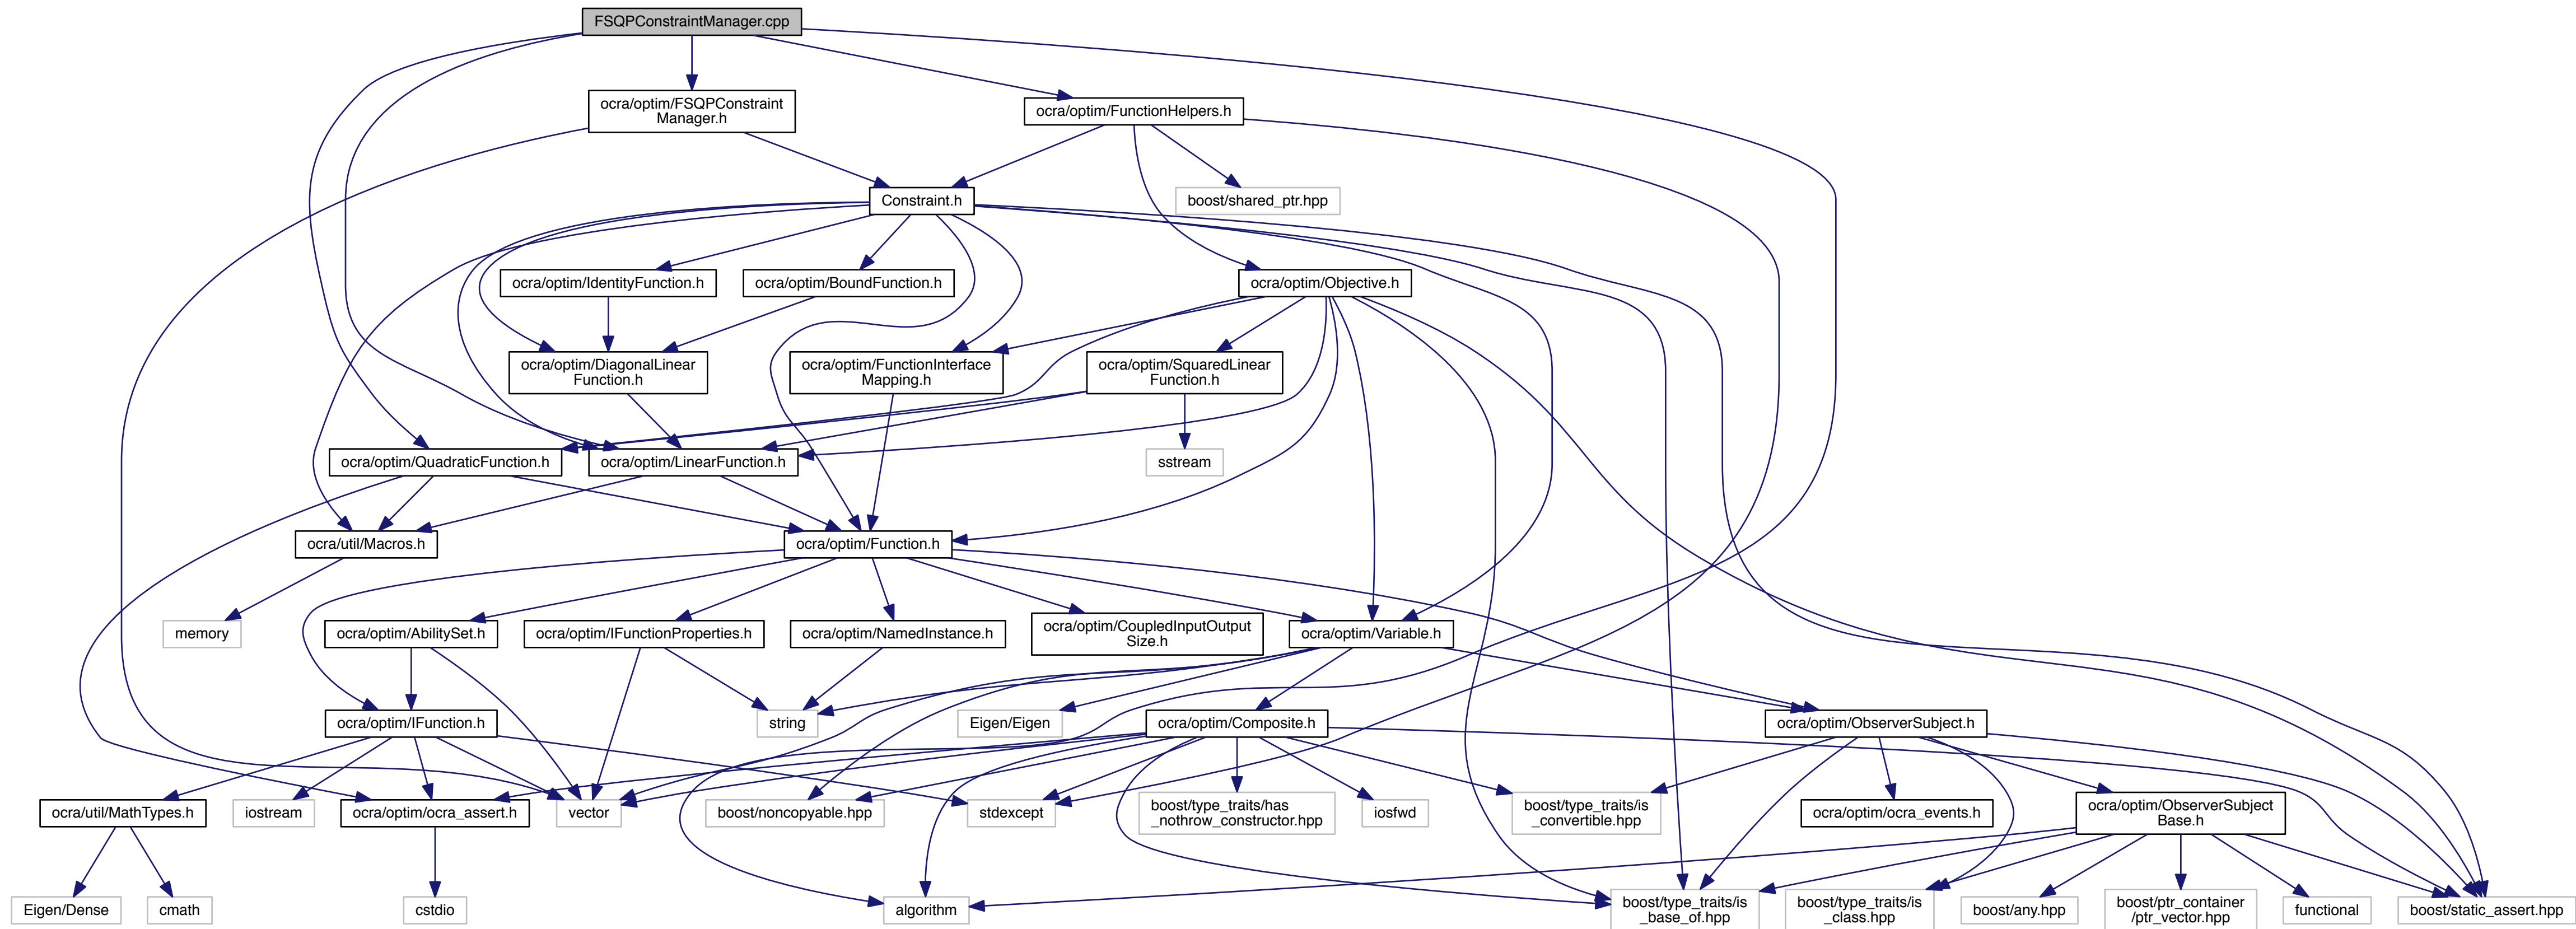 FSQPConstraintManager.cpp
ocra/optim/FSQPConstraint
Manager.h
ocra/optim/FunctionHelpers.h
Constraint.h
boost/shared_ptr.hpp
ocra/optim/IdentityFunction.h
ocra/optim/BoundFunction.h
ocra/optim/Objective.h
ocra/optim/DiagonalLinear
Function.h
ocra/optim/FunctionInterface
Mapping.h
ocra/optim/SquaredLinear
Function.h
ocra/optim/QuadraticFunction.h
ocra/optim/LinearFunction.h
sstream
ocra/util/Macros.h
ocra/optim/Function.h
memory
ocra/optim/AbilitySet.h
ocra/optim/IFunctionProperties.h
ocra/optim/NamedInstance.h
ocra/optim/CoupledInputOutput
Size.h
ocra/optim/Variable.h
ocra/optim/IFunction.h
string
Eigen/Eigen
ocra/optim/Composite.h
ocra/optim/ObserverSubject.h
ocra/util/MathTypes.h
iostream
ocra/optim/ocra_assert.h
vector
boost/noncopyable.hpp
stdexcept
boost/type_traits/has
_nothrow_constructor.hpp
iosfwd
boost/type_traits/is
_convertible.hpp
ocra/optim/ocra_events.h
ocra/optim/ObserverSubject
Base.h
Eigen/Dense
cmath
cstdio
algorithm
boost/type_traits/is
_base_of.hpp
boost/type_traits/is
_class.hpp
boost/any.hpp
boost/ptr_container
/ptr_vector.hpp
functional
boost/static_assert.hpp